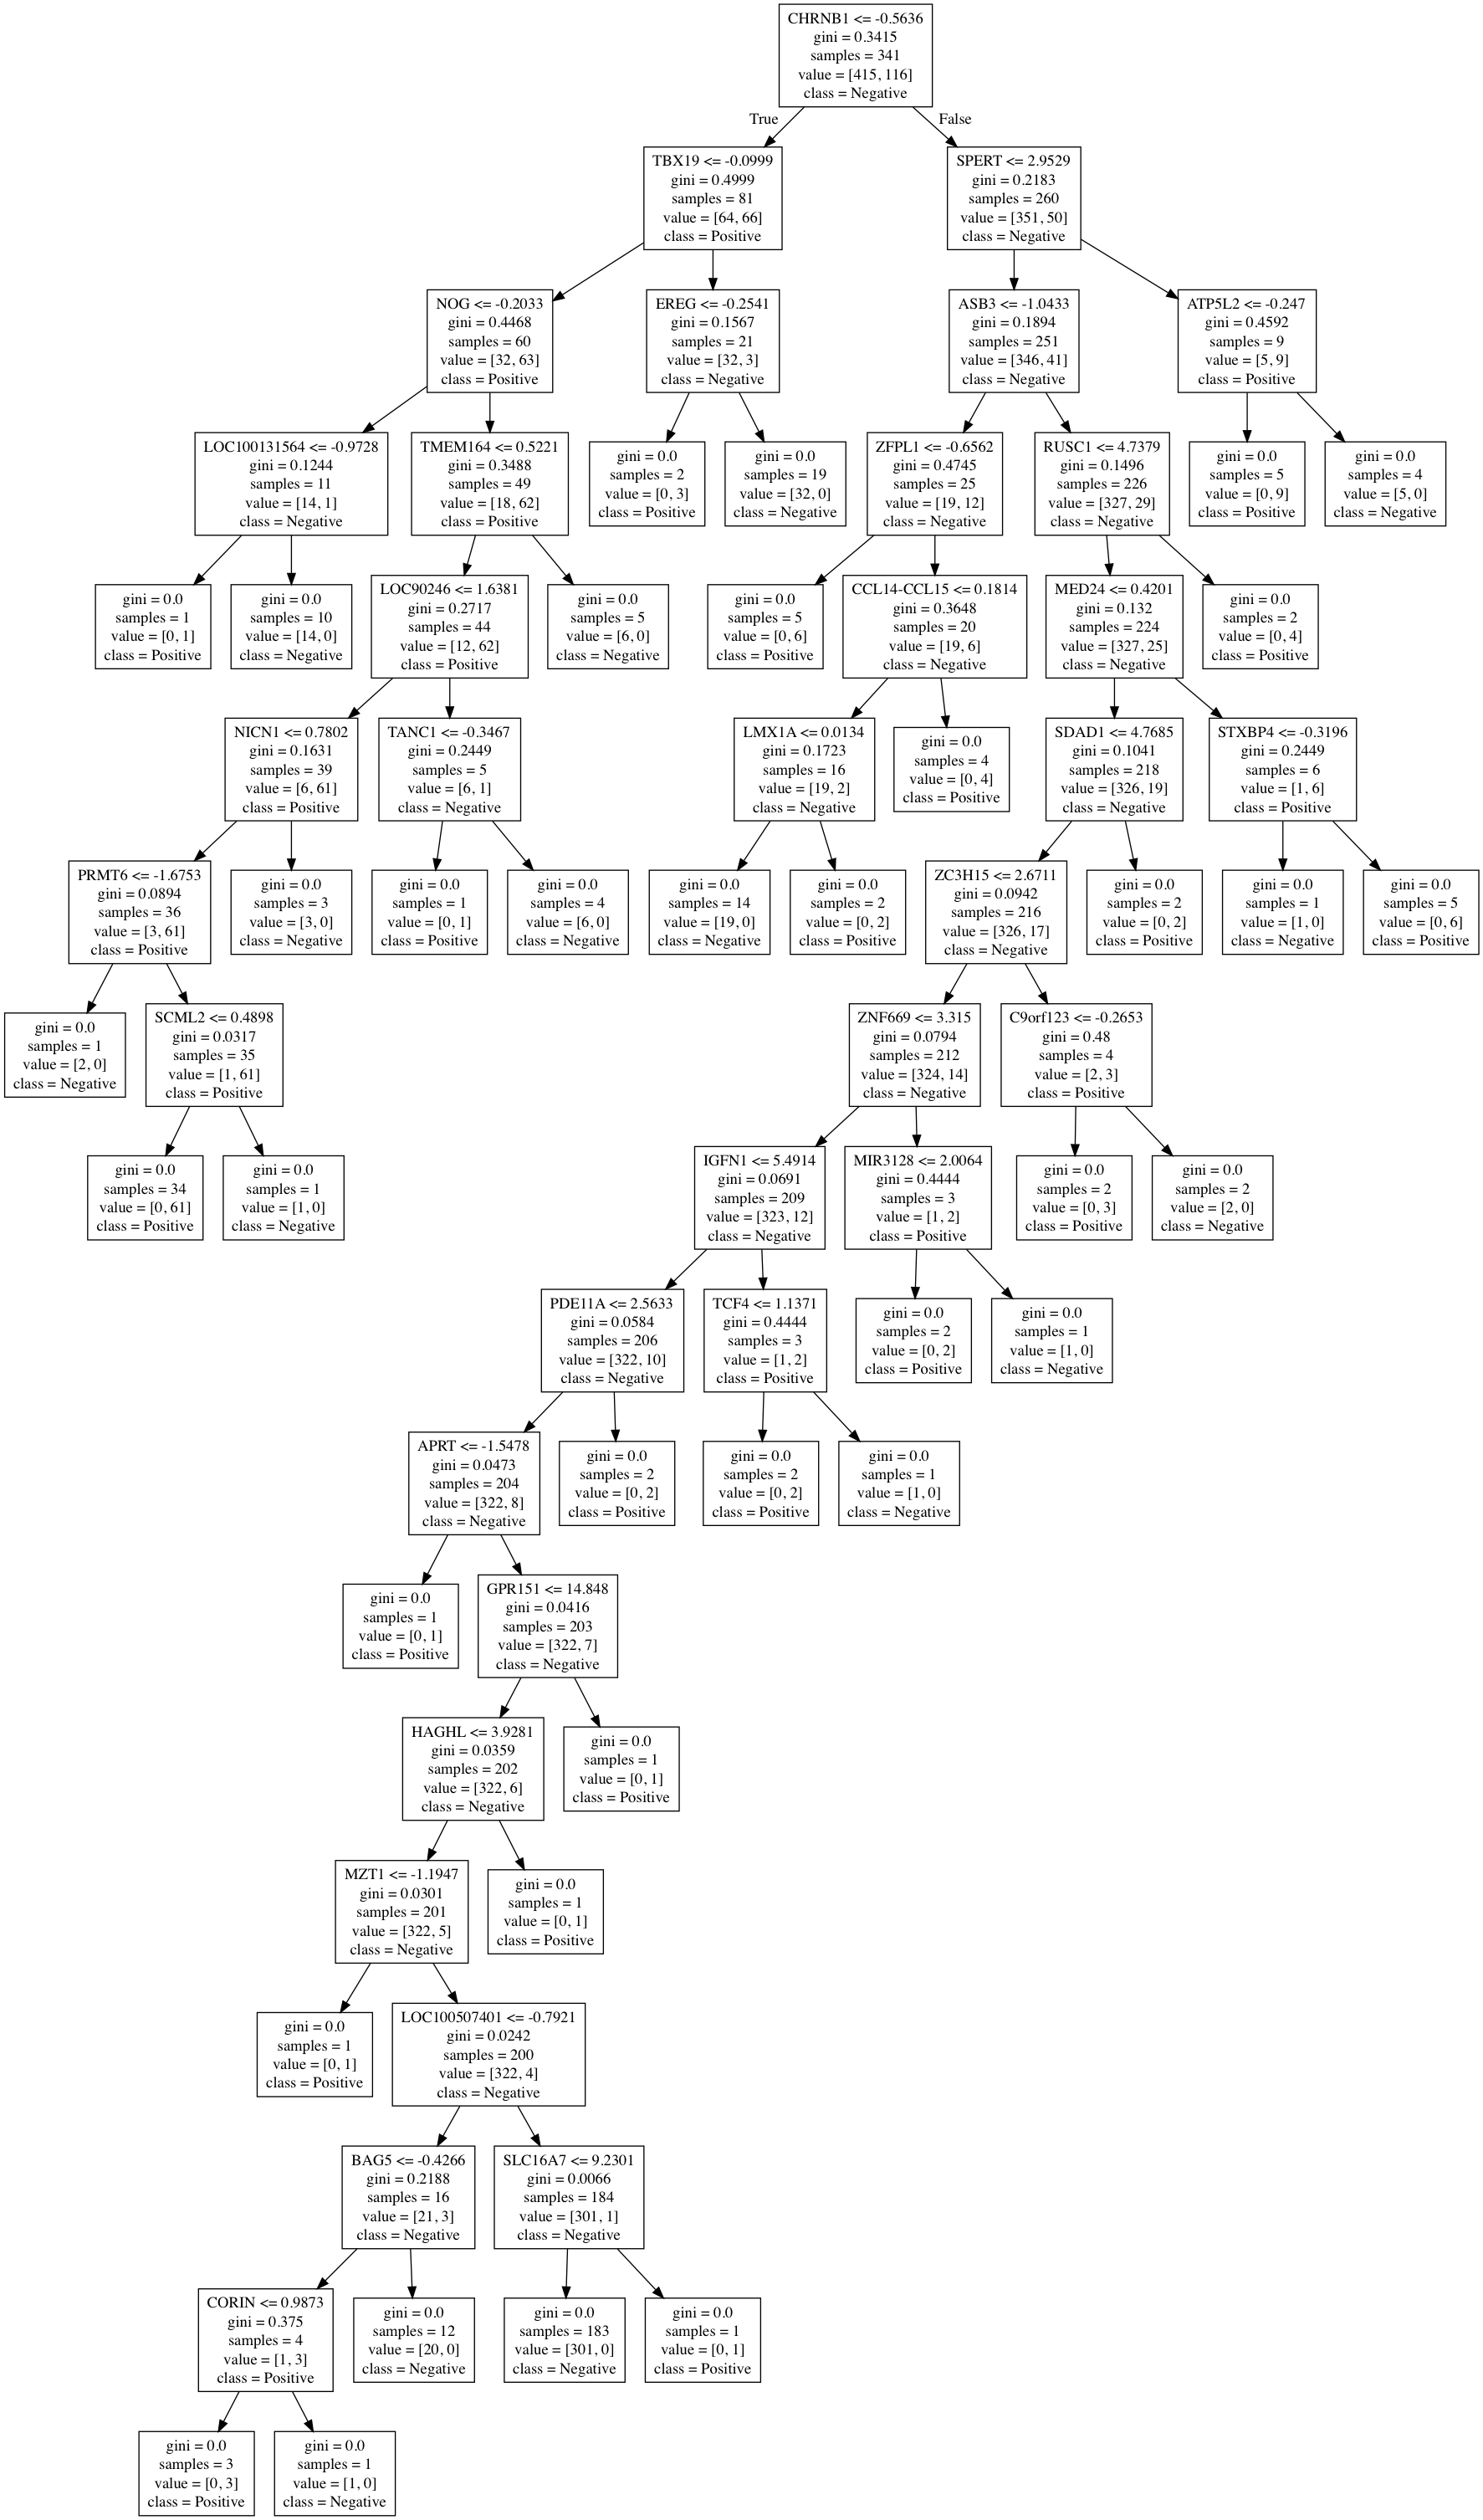 CHRNB1 <= -0.5636
gini = 0.3415
samples = 341
value = [415, 116]
class = Negative
True
False
TBX19 <= -0.0999
gini = 0.4999
samples = 81
value = [64, 66]
class = Positive
SPERT <= 2.9529
gini = 0.2183
samples = 260
value = [351, 50]
class = Negative
NOG <= -0.2033
gini = 0.4468
samples = 60
value = [32, 63]
class = Positive
EREG <= -0.2541
gini = 0.1567
samples = 21
value = [32, 3]
class = Negative
ASB3 <= -1.0433
gini = 0.1894
samples = 251
value = [346, 41]
class = Negative
ATP5L2 <= -0.247
gini = 0.4592
samples = 9
value = [5, 9]
class = Positive
LOC100131564 <= -0.9728
gini = 0.1244
samples = 11
value = [14, 1]
class = Negative
TMEM164 <= 0.5221
gini = 0.3488
samples = 49
value = [18, 62]
class = Positive
gini = 0.0
samples = 2
value = [0, 3]
class = Positive
gini = 0.0
samples = 19
value = [32, 0]
class = Negative
ZFPL1 <= -0.6562
gini = 0.4745
samples = 25
value = [19, 12]
class = Negative
RUSC1 <= 4.7379
gini = 0.1496
samples = 226
value = [327, 29]
class = Negative
gini = 0.0
samples = 5
value = [0, 9]
class = Positive
gini = 0.0
samples = 4
value = [5, 0]
class = Negative
gini = 0.0
samples = 1
value = [0, 1]
class = Positive
gini = 0.0
samples = 10
value = [14, 0]
class = Negative
LOC90246 <= 1.6381
gini = 0.2717
samples = 44
value = [12, 62]
class = Positive
gini = 0.0
samples = 5
value = [6, 0]
class = Negative
gini = 0.0
samples = 5
value = [0, 6]
class = Positive
CCL14-CCL15 <= 0.1814
gini = 0.3648
samples = 20
value = [19, 6]
class = Negative
MED24 <= 0.4201
gini = 0.132
samples = 224
value = [327, 25]
class = Negative
gini = 0.0
samples = 2
value = [0, 4]
class = Positive
NICN1 <= 0.7802
gini = 0.1631
samples = 39
value = [6, 61]
class = Positive
TANC1 <= -0.3467
gini = 0.2449
samples = 5
value = [6, 1]
class = Negative
LMX1A <= 0.0134
gini = 0.1723
samples = 16
value = [19, 2]
class = Negative
gini = 0.0
samples = 4
value = [0, 4]
class = Positive
SDAD1 <= 4.7685
gini = 0.1041
samples = 218
value = [326, 19]
class = Negative
STXBP4 <= -0.3196
gini = 0.2449
samples = 6
value = [1, 6]
class = Positive
PRMT6 <= -1.6753
gini = 0.0894
samples = 36
value = [3, 61]
class = Positive
gini = 0.0
samples = 3
value = [3, 0]
class = Negative
gini = 0.0
samples = 1
value = [0, 1]
class = Positive
gini = 0.0
samples = 4
value = [6, 0]
class = Negative
gini = 0.0
samples = 14
value = [19, 0]
class = Negative
gini = 0.0
samples = 2
value = [0, 2]
class = Positive
ZC3H15 <= 2.6711
gini = 0.0942
samples = 216
value = [326, 17]
class = Negative
gini = 0.0
samples = 2
value = [0, 2]
class = Positive
gini = 0.0
samples = 1
value = [1, 0]
class = Negative
gini = 0.0
samples = 5
value = [0, 6]
class = Positive
gini = 0.0
samples = 1
value = [2, 0]
class = Negative
SCML2 <= 0.4898
gini = 0.0317
samples = 35
value = [1, 61]
class = Positive
ZNF669 <= 3.315
gini = 0.0794
samples = 212
value = [324, 14]
class = Negative
C9orf123 <= -0.2653
gini = 0.48
samples = 4
value = [2, 3]
class = Positive
gini = 0.0
samples = 34
value = [0, 61]
class = Positive
gini = 0.0
samples = 1
value = [1, 0]
class = Negative
IGFN1 <= 5.4914
gini = 0.0691
samples = 209
value = [323, 12]
class = Negative
MIR3128 <= 2.0064
gini = 0.4444
samples = 3
value = [1, 2]
class = Positive
gini = 0.0
samples = 2
value = [0, 3]
class = Positive
gini = 0.0
samples = 2
value = [2, 0]
class = Negative
PDE11A <= 2.5633
gini = 0.0584
samples = 206
value = [322, 10]
class = Negative
TCF4 <= 1.1371
gini = 0.4444
samples = 3
value = [1, 2]
class = Positive
gini = 0.0
samples = 2
value = [0, 2]
class = Positive
gini = 0.0
samples = 1
value = [1, 0]
class = Negative
APRT <= -1.5478
gini = 0.0473
samples = 204
value = [322, 8]
class = Negative
gini = 0.0
samples = 2
value = [0, 2]
class = Positive
gini = 0.0
samples = 2
value = [0, 2]
class = Positive
gini = 0.0
samples = 1
value = [1, 0]
class = Negative
gini = 0.0
samples = 1
value = [0, 1]
class = Positive
GPR151 <= 14.848
gini = 0.0416
samples = 203
value = [322, 7]
class = Negative
HAGHL <= 3.9281
gini = 0.0359
samples = 202
value = [322, 6]
class = Negative
gini = 0.0
samples = 1
value = [0, 1]
class = Positive
MZT1 <= -1.1947
gini = 0.0301
samples = 201
value = [322, 5]
class = Negative
gini = 0.0
samples = 1
value = [0, 1]
class = Positive
gini = 0.0
samples = 1
value = [0, 1]
class = Positive
LOC100507401 <= -0.7921
gini = 0.0242
samples = 200
value = [322, 4]
class = Negative
BAG5 <= -0.4266
gini = 0.2188
samples = 16
value = [21, 3]
class = Negative
SLC16A7 <= 9.2301
gini = 0.0066
samples = 184
value = [301, 1]
class = Negative
CORIN <= 0.9873
gini = 0.375
samples = 4
value = [1, 3]
class = Positive
gini = 0.0
samples = 12
value = [20, 0]
class = Negative
gini = 0.0
samples = 183
value = [301, 0]
class = Negative
gini = 0.0
samples = 1
value = [0, 1]
class = Positive
gini = 0.0
samples = 3
value = [0, 3]
class = Positive
gini = 0.0
samples = 1
value = [1, 0]
class = Negative